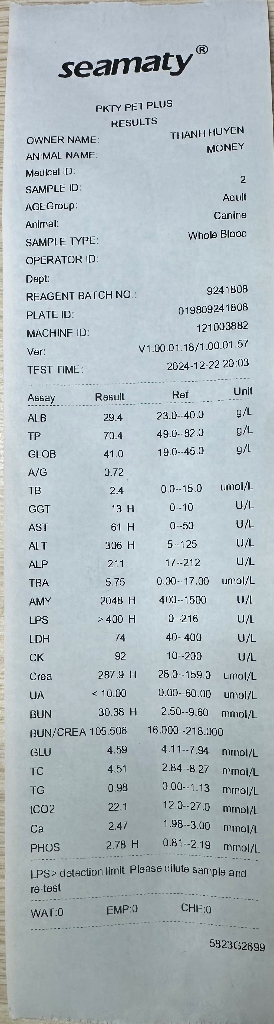 seamaty®
PKTY PET PLUS
RESULTS
OWNER NAME: THANH HUYEN
ANIMAL NAME: MONEY
Medical ID:
SAMPLE ID: 2
AGE Group: Adult
Animal: Canine
SAMPLE TYPE: Whole Blood
OPERATOR ID:
Dept:
REAGENT BATCH NO.: 9241808
PLATE ID: 019809241808
MACHINE ID: 121003882
Ver: V1.00.01.18/1.00.01.57
TEST TIME: 2024-12-22 20:03
Assay Result Ref Unit
ALB 29.4 23.0--40.0 g/L
TP 70.4 49.0--82.0 g/L
GLOB 41.0 19.0--45.0 g/L
A/G 0.72
TB 2.4 0.0--15.0 umol/L
GGT 13 H 0--10 U/L
AST 61 H 0--50 U/L
ALT 306 H 5--125 U/L
ALP 211 17--212 U/L
TBA 5.75 0.00--17.00 umol/L
AMY 2048 H 400--1500 U/L
LPS >400 H 0--216 U/L
LDH 74 40--400 U/L
CK 92 10--200 U/L
Crea 287.9 H 26.0--159.0 umol/L
UA <10.00 0.00--60.00 umol/L
BUN 30.38 H 2.50--9.60 mmol/L
BUN/CREA 105.506 16.000--218.000
GLU 4.59 4.11--7.94 mmol/L
TC 4.51 2.84--8.27 mmol/L
TG 0.98 0.00--1.13 mmol/L
tCO2 22.1 12.0--27.0 mmol/L
Ca 2.47 1.98--3.00 mmol/L
PHOS 2.78 H 0.81--2.19 mmol/L
LPS> detection limit. Please dilute sample and
re-test
WAT:0 EMP:0 CHF:0
5823G2699